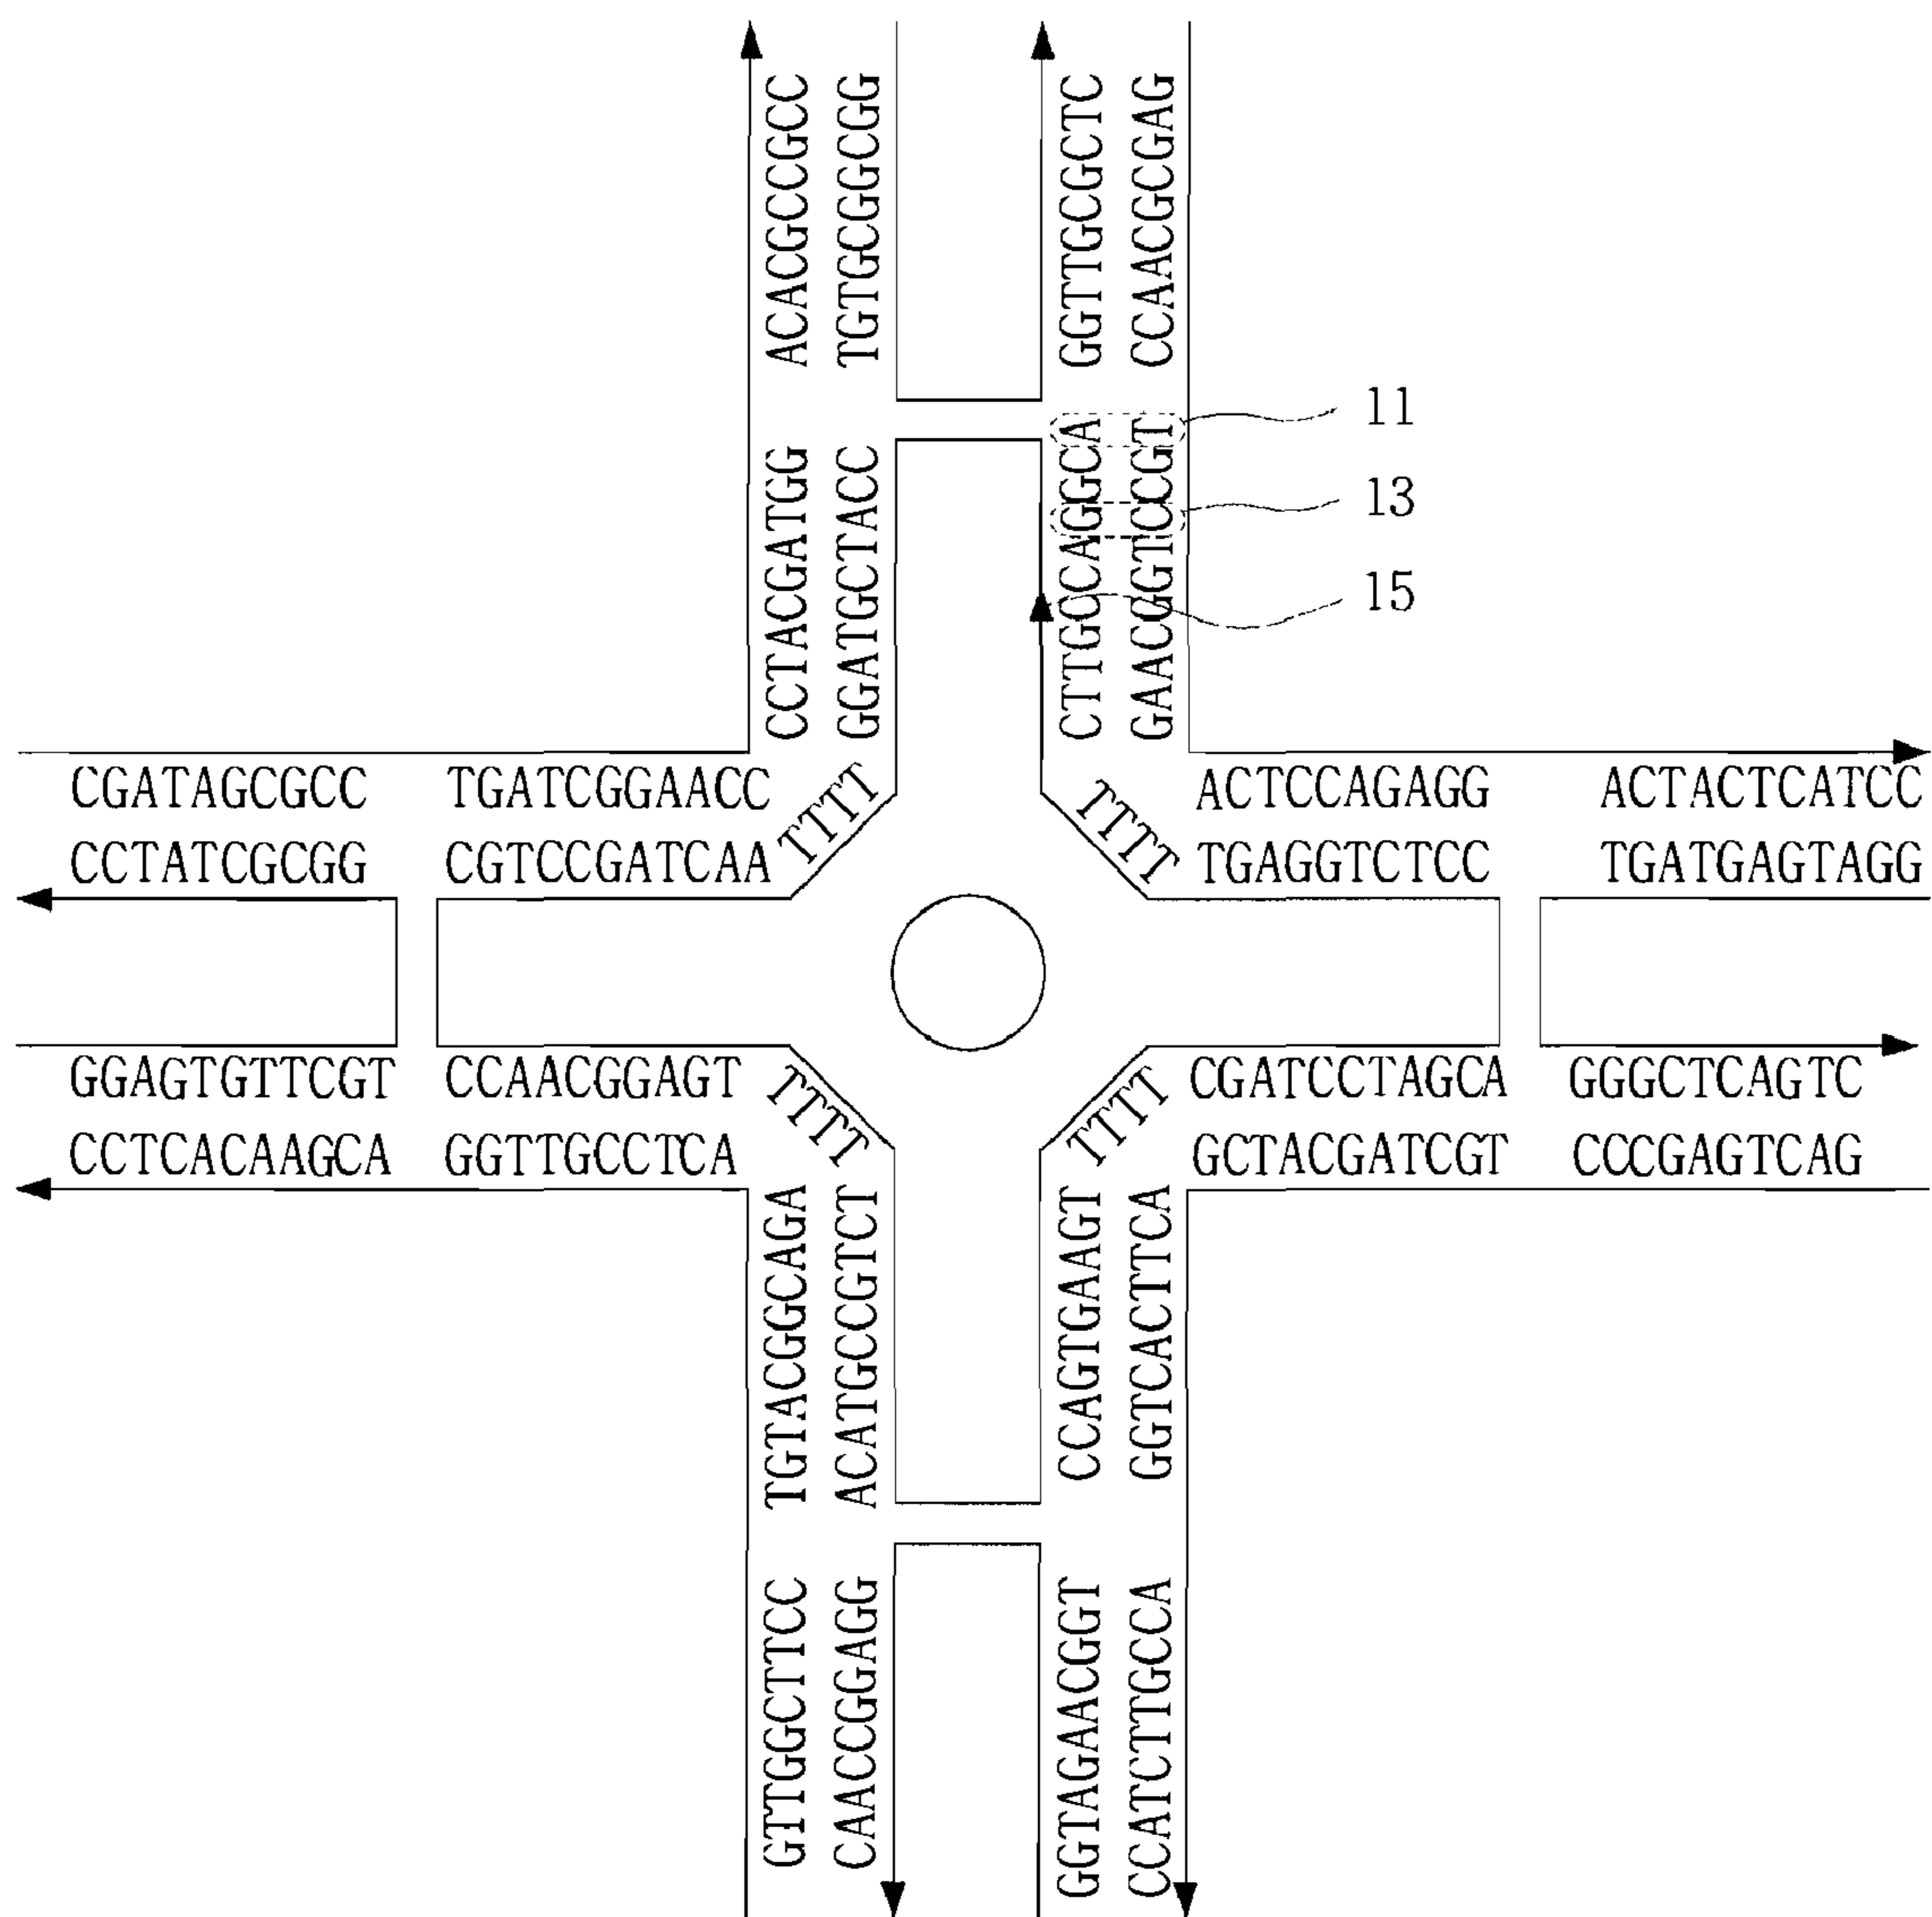 ACACGCCGCC
TGTGCGGCGG
GGTTGCGCTC
CCAACGCGAG
11
13
15
CCTACGATGG
GGATGCTACC
CTTGCCAGGCA
GAACGGTCCGT
CGATAGCGCC TGATCGGAACC
CCTATCGCGG CGTCCGATCAA
TTTT
TTTT
ACTCCAGAGG ACTACTCATCC
TGAGGTCTCC TGATGAGTAGG
GGAGTGTTCGT CCAACGGAGT
CCTCACAAGCA GGTTGCCTCA
TTTT
TTTT
CGATCCTAGCA GGGCTCAGTC
GCTACGATCGT CCCGAGTCAG
TGTACGGCAGA
ACATGCCGTCT
CCAGTGAAGT
GGTCACTTCA
GTTGGCTTCC
CAACCGGAGG
GGTAGAACGGT
CCATCTTGCCA